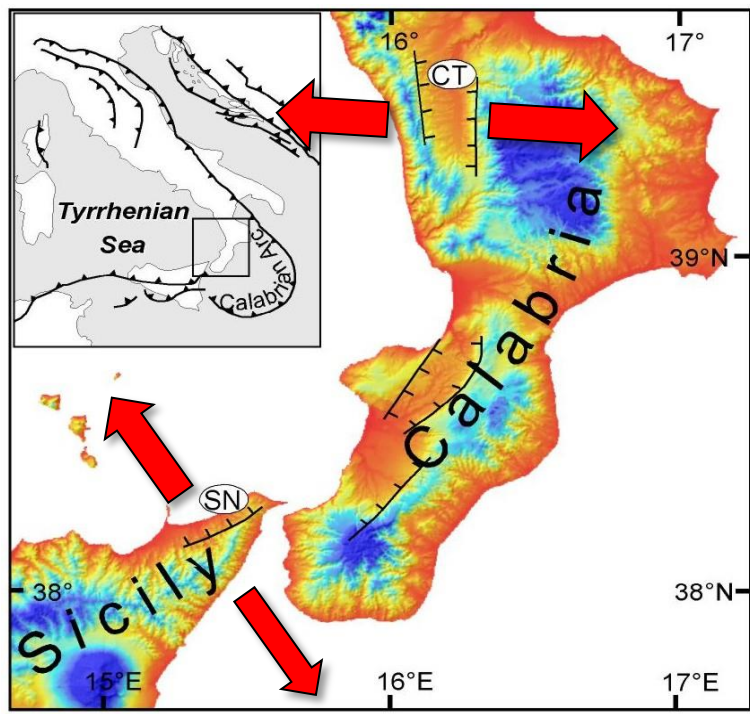 16°
17°
CT
Tyrrhenian
Sea
Calabrian Arc
39°N
Calabria
SN
Sicily
38°
38°N
15°E
16°E
17°E